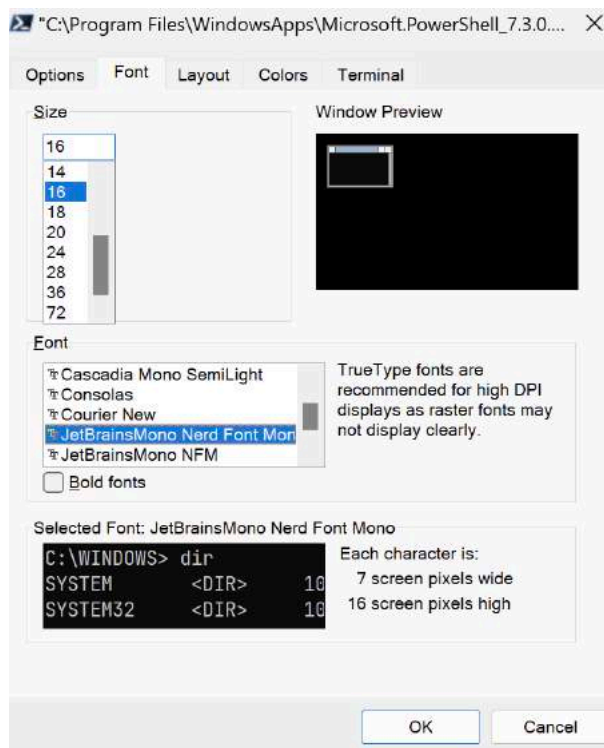 "C:\Program Files\WindowsApps\Microsoft.PowerShell_7.3.0....
Options Font Layout Colors Terminal
Size
16
14
16
18
20
24
28
36
72
Window Preview
Font
Cascadia Mono SemiLight
Consolas
Courier New
JetBrainsMono Nerd Font Mon
JetBrainsMono NFM
Bold fonts
TrueType fonts are
recommended for high DPI
displays as raster fonts may
not display clearly.
Selected Font: JetBrainsMono Nerd Font Mono
C:\WINDOWS> dir
SYSTEM <DIR> 10
SYSTEM32 <DIR> 10
Each character is:
7 screen pixels wide
16 screen pixels high
OK Cancel